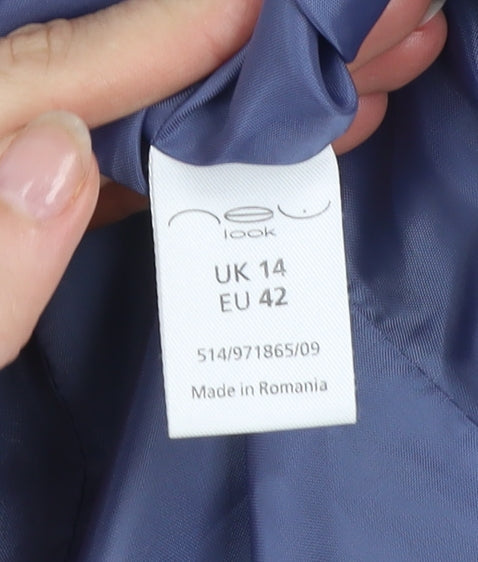 new
look
UK 14
EU 42
514/971865/09
Made in Romania